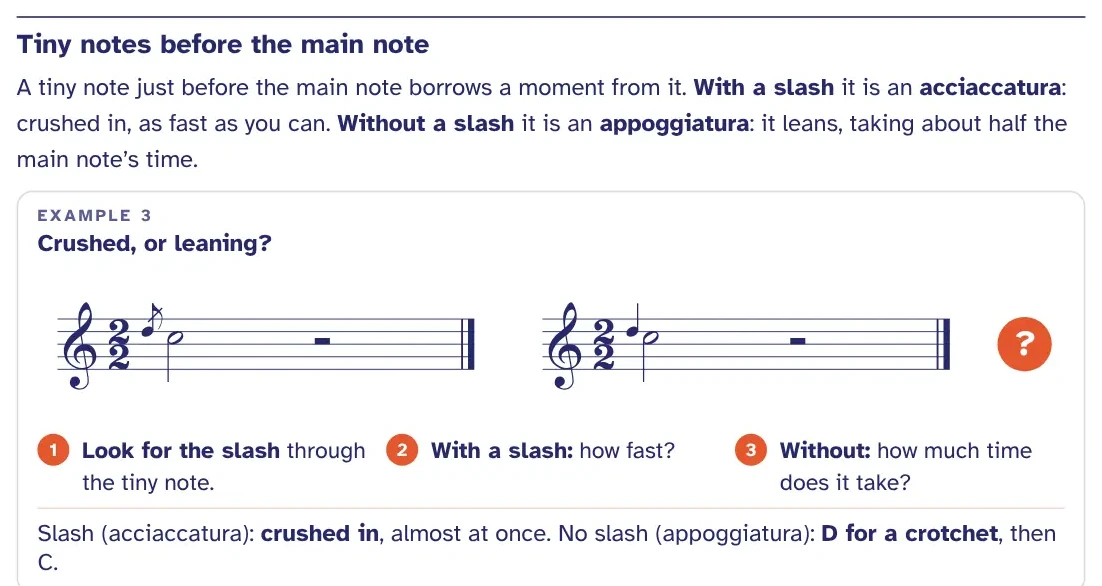 Tiny notes before the main note
A tiny note just before the main note borrows a moment from it. With a slash it is an acciaccatura:
crushed in, as fast as you can. Without a slash it is an appoggiatura: it leans, taking about half the
main note’s time.
EXAMPLE 3
Crushed, or leaning?
2
2
2
2
?
1 Look for the slash through
the tiny note.
2 With a slash: how fast?
3 Without: how much time
does it take?
Slash (acciaccatura): crushed in, almost at once. No slash (appoggiatura): D for a crotchet, then
C.